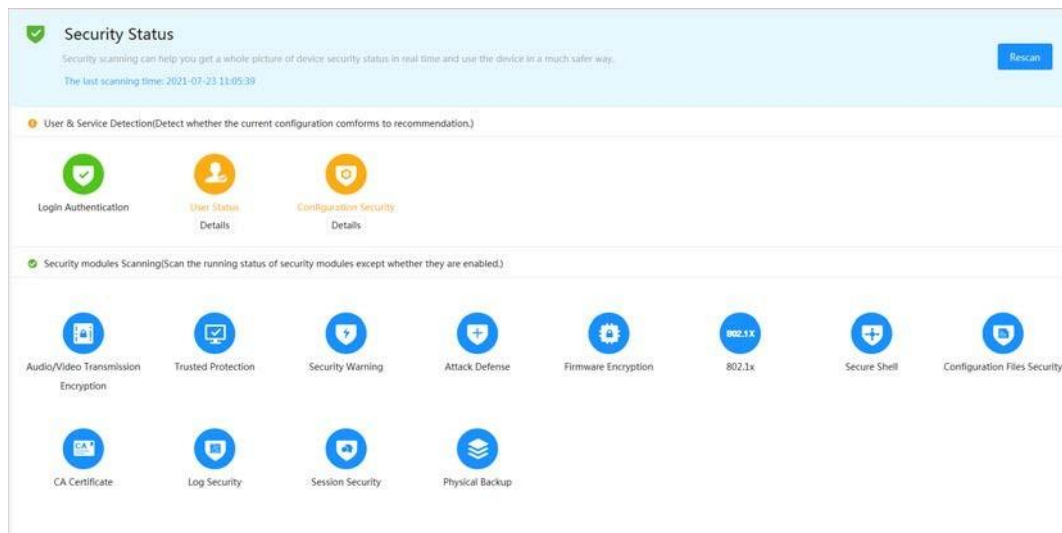 Security Status
Security scanning can help you get a whole picture of device security status in real time and use the device in a much safer way.
The last scanning time: 2021-07-23 11:05:39
Rescan
User & Service Detection(Detect whether the current configuration comforms to recommendation.)
Login Authentication
User Status
Configuration Security
Details
Details
Security modules Scanning(Scan the running status of security modules except whether they are enabled.)
802.1X
Audio/Video Transmission
Encryption
Trusted Protection
Security Warning
Attack Defense
Firmware Encryption
802.1x
Secure Shell
Configuration Files Security
CA
CA Certificate
Log Security
Session Security
Physical Backup